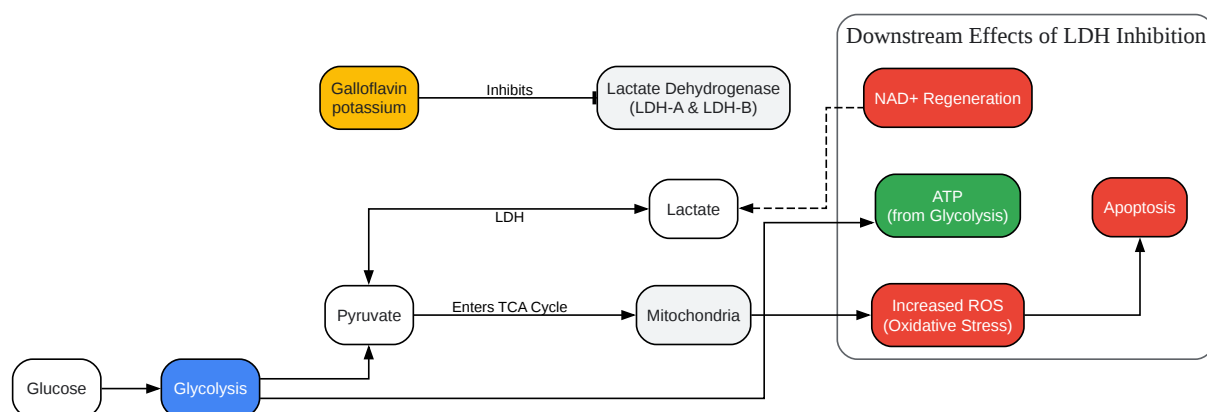 Downstream Effects of LDH Inhibition
Galloflavin
potassium
Inhibits
Lactate Dehydrogenase
(LDH-A & LDH-B)
NAD+ Regeneration
LDH
Lactate
ATP
(from Glycolysis)
Apoptosis
Pyruvate
Enters TCA Cycle
Mitochondria
Increased ROS
(Oxidative Stress)
Glucose
Glycolysis